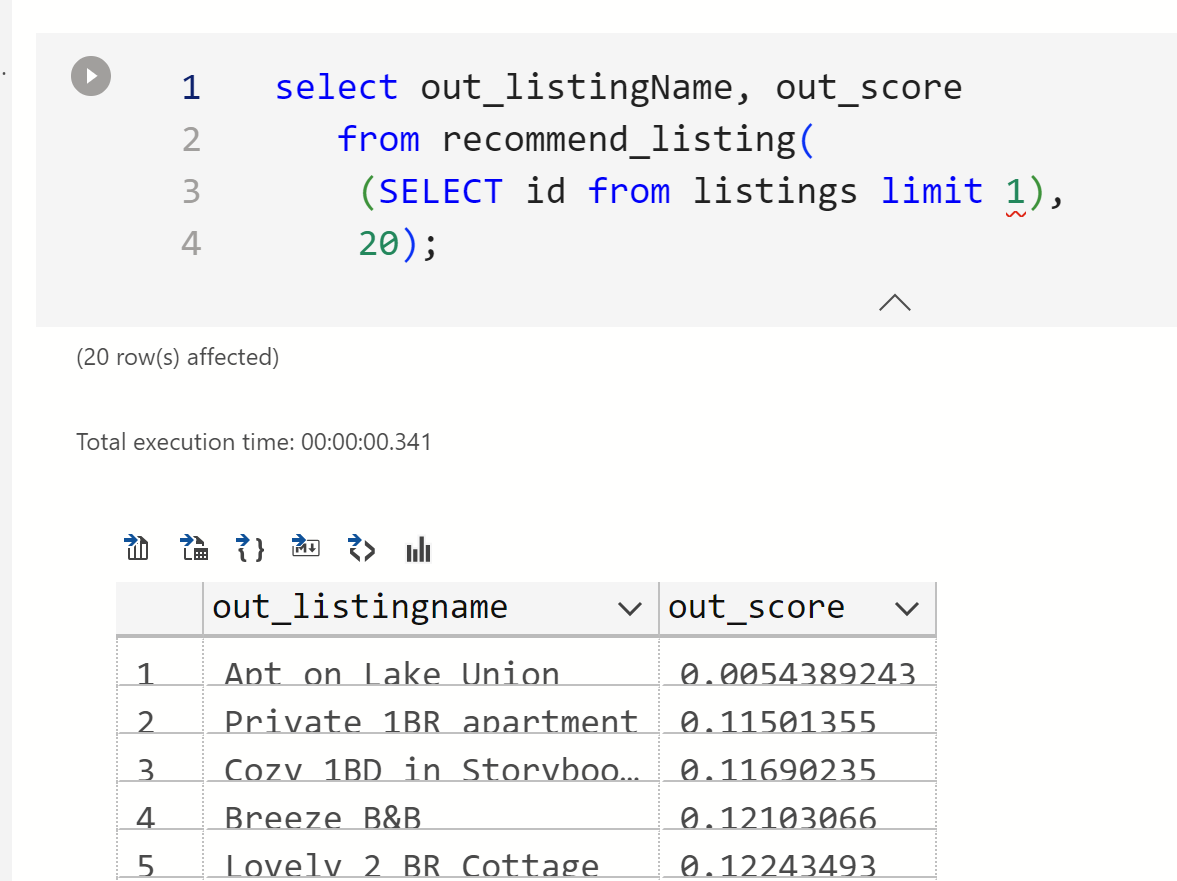 1 select out_listingName, out_score
2 from recommend_listing(
3 (SELECT id from listings limit 1),
4 20);
(20 row(s) affected)
Total execution time: 00:00:00.341
M↓
out_listingname out_score
1 Apt on Lake Union 0.0054389243
2 Private 1BR apartment 0.11501355
3 Cozy 1BD in Storyboo… 0.11690235
4 Breeze B&B 0.12103066
5 Lovely 2 BR Cottage 0.12243493